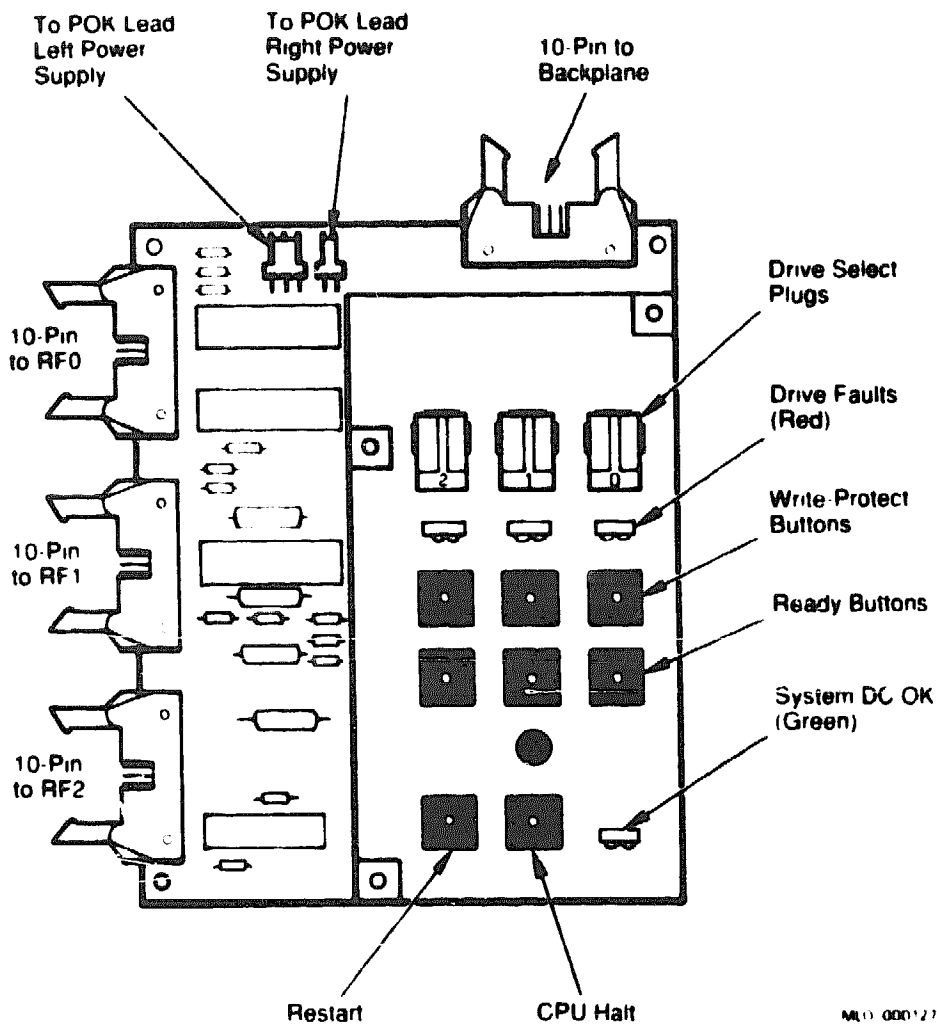 To POK Lead
Left Power
Supply
To POK Lead
Right Power
Supply
10-Pin to
Backplane
10-Pin
to RF0
Drive Select
Plugs
Drive Faults
(Red)
2
1
0
10-Pin
to RF1
Write-Protect
Buttons
Ready Buttons
System DC OK
(Green)
10-Pin
to RF2
Restart
CPU Halt